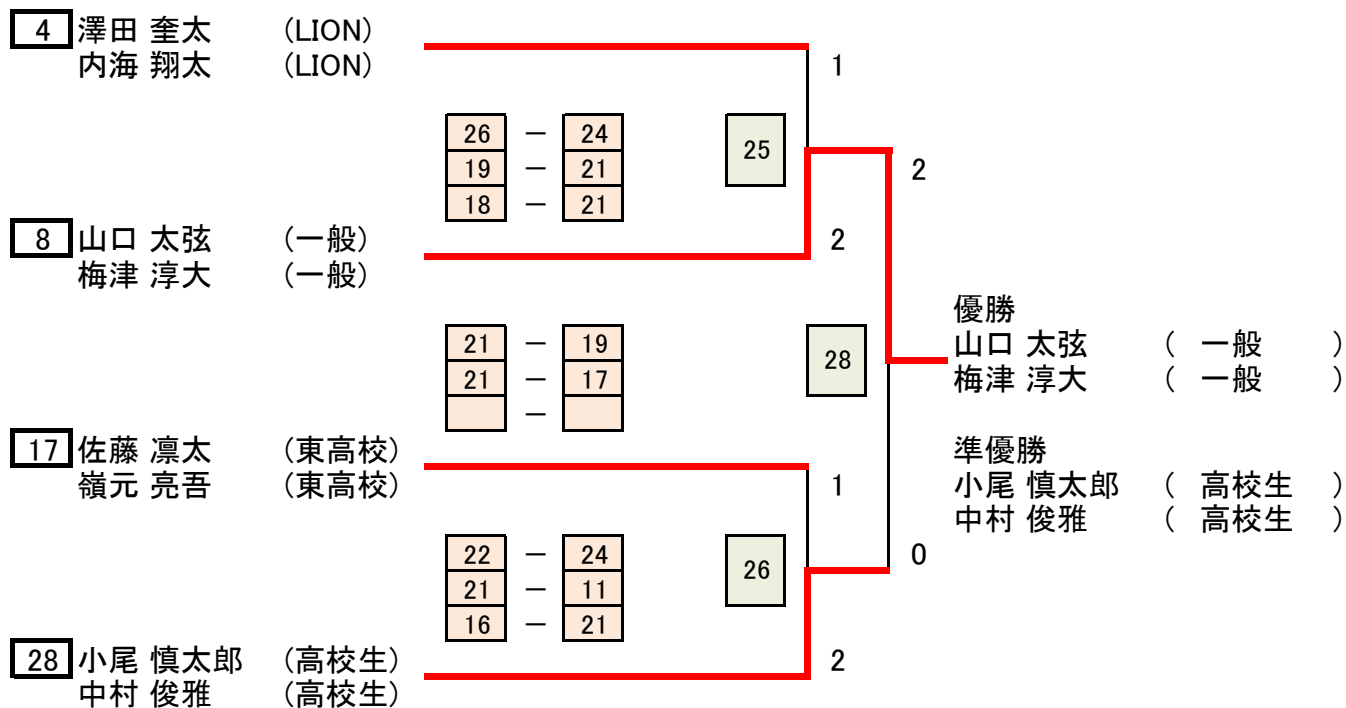 4 澤田 奎太 （LION）
内海 翔太 （LION）
1
26 － 24
25
19 － 21
2
18 － 21
8 山口 太弦 （一般）
2
梅津 淳大 （一般）
優勝
21 － 19
28
山口 太弦 （ 一般 ）
21 － 17
梅津 淳大 （ 一般 ）
－
17 佐藤 凛太 （東高校）
準優勝
嶺元 亮吾 （東高校）
1
小尾 慎太郎 （ 高校生 ）
中村 俊雅 （ 高校生 ）
22 － 24
0
26
21 － 11
16 － 21
28 小尾 慎太郎 （高校生）
2
中村 俊雅 （高校生）